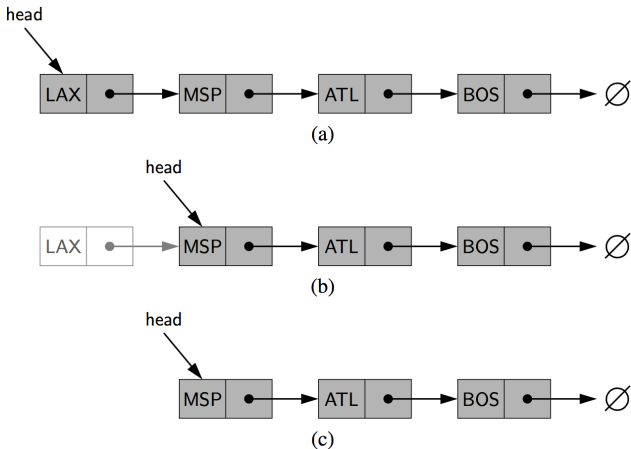 head
LAX MSP ATL BOS ∅
(a)
head
LAX MSP ATL BOS ∅
(b)
head
MSP ATL BOS ∅
(c)